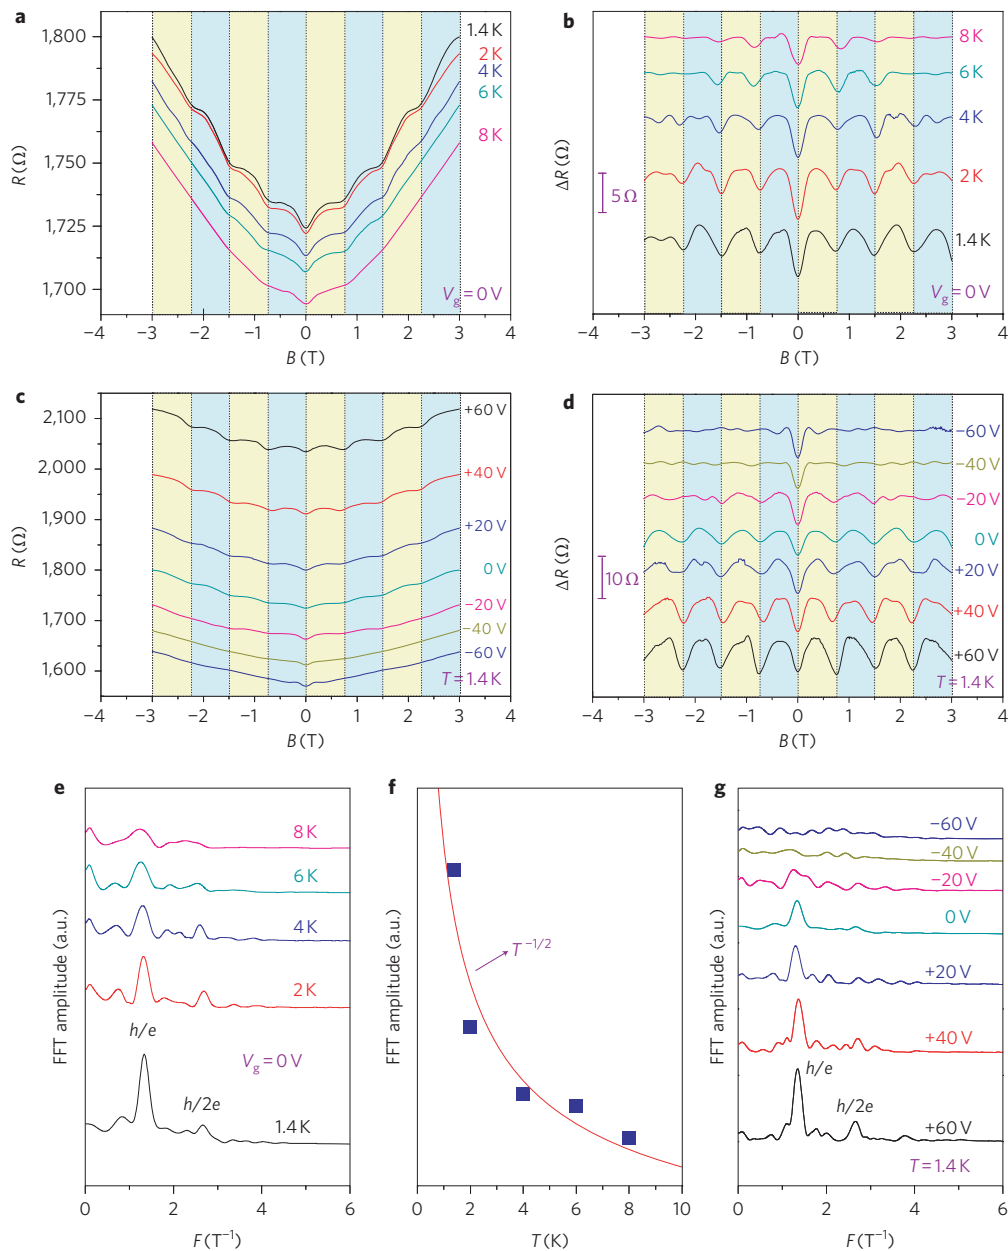 a
R (Ω)
1,800
1,775
1,750
1,725
1,700
1.4 K
2 K
4 K
6 K
8 K
V_g = 0 V
−4 −3 −2 −1 0 1 2 3 4
B (T)
b
ΔR (Ω)
5 Ω
8 K
6 K
4 K
2 K
1.4 K
V_g = 0 V
−4 −3 −2 −1 0 1 2 3 4
B (T)
c
R (Ω)
2,100
2,000
1,900
1,800
1,700
1,600
+60 V
+40 V
+20 V
0 V
−20 V
−40 V
−60 V
T = 1.4 K
−4 −3 −2 −1 0 1 2 3 4
B (T)
d
ΔR (Ω)
10 Ω
−60 V
−40 V
−20 V
0 V
+20 V
+40 V
+60 V
T = 1.4 K
−4 −3 −2 −1 0 1 2 3 4
B (T)
e
FFT amplitude (a.u.)
8 K
6 K
4 K
2 K
h/e
V_g = 0 V
h/2e
1.4 K
0 2 4 6
F (T⁻¹)
f
FFT amplitude (a.u.)
T⁻¹/²
0 2 4 6 8 10
T (K)
g
FFT amplitude (a.u.)
−60 V
−40 V
−20 V
0 V
+20 V
+40 V
h/e
h/2e
+60 V
T = 1.4 K
0 2 4 6
F (T⁻¹)